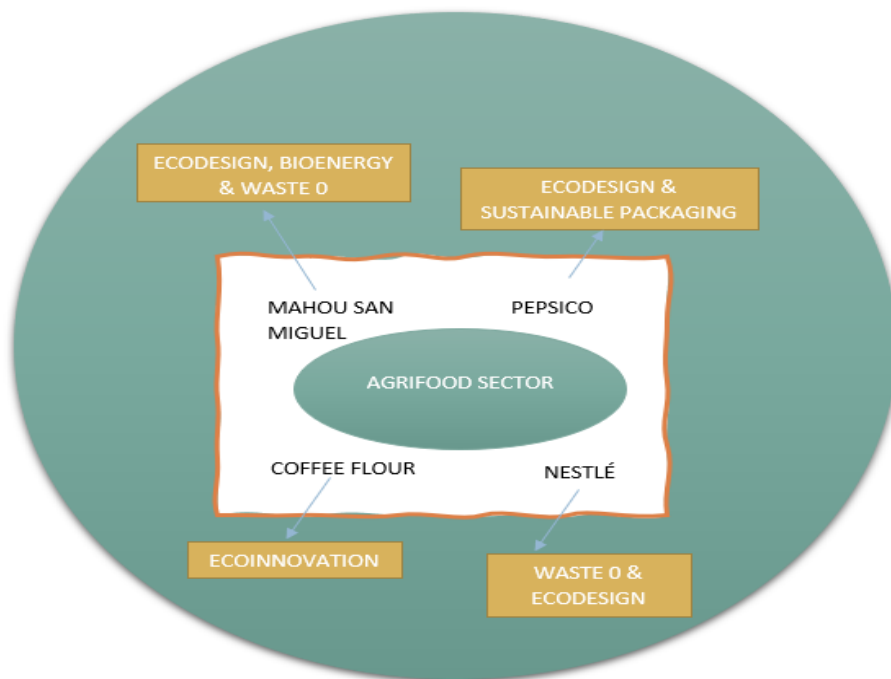 ECODESIGN, BIOENERGY
& WASTE 0
ECODESIGN &
SUSTAINABLE PACKAGING
MAHOU SAN
MIGUEL
PEPSICO
AGRIFOOD SECTOR
COFFEE FLOUR
NESTLÉ
ECOINNOVATION
WASTE 0 &
ECODESIGN